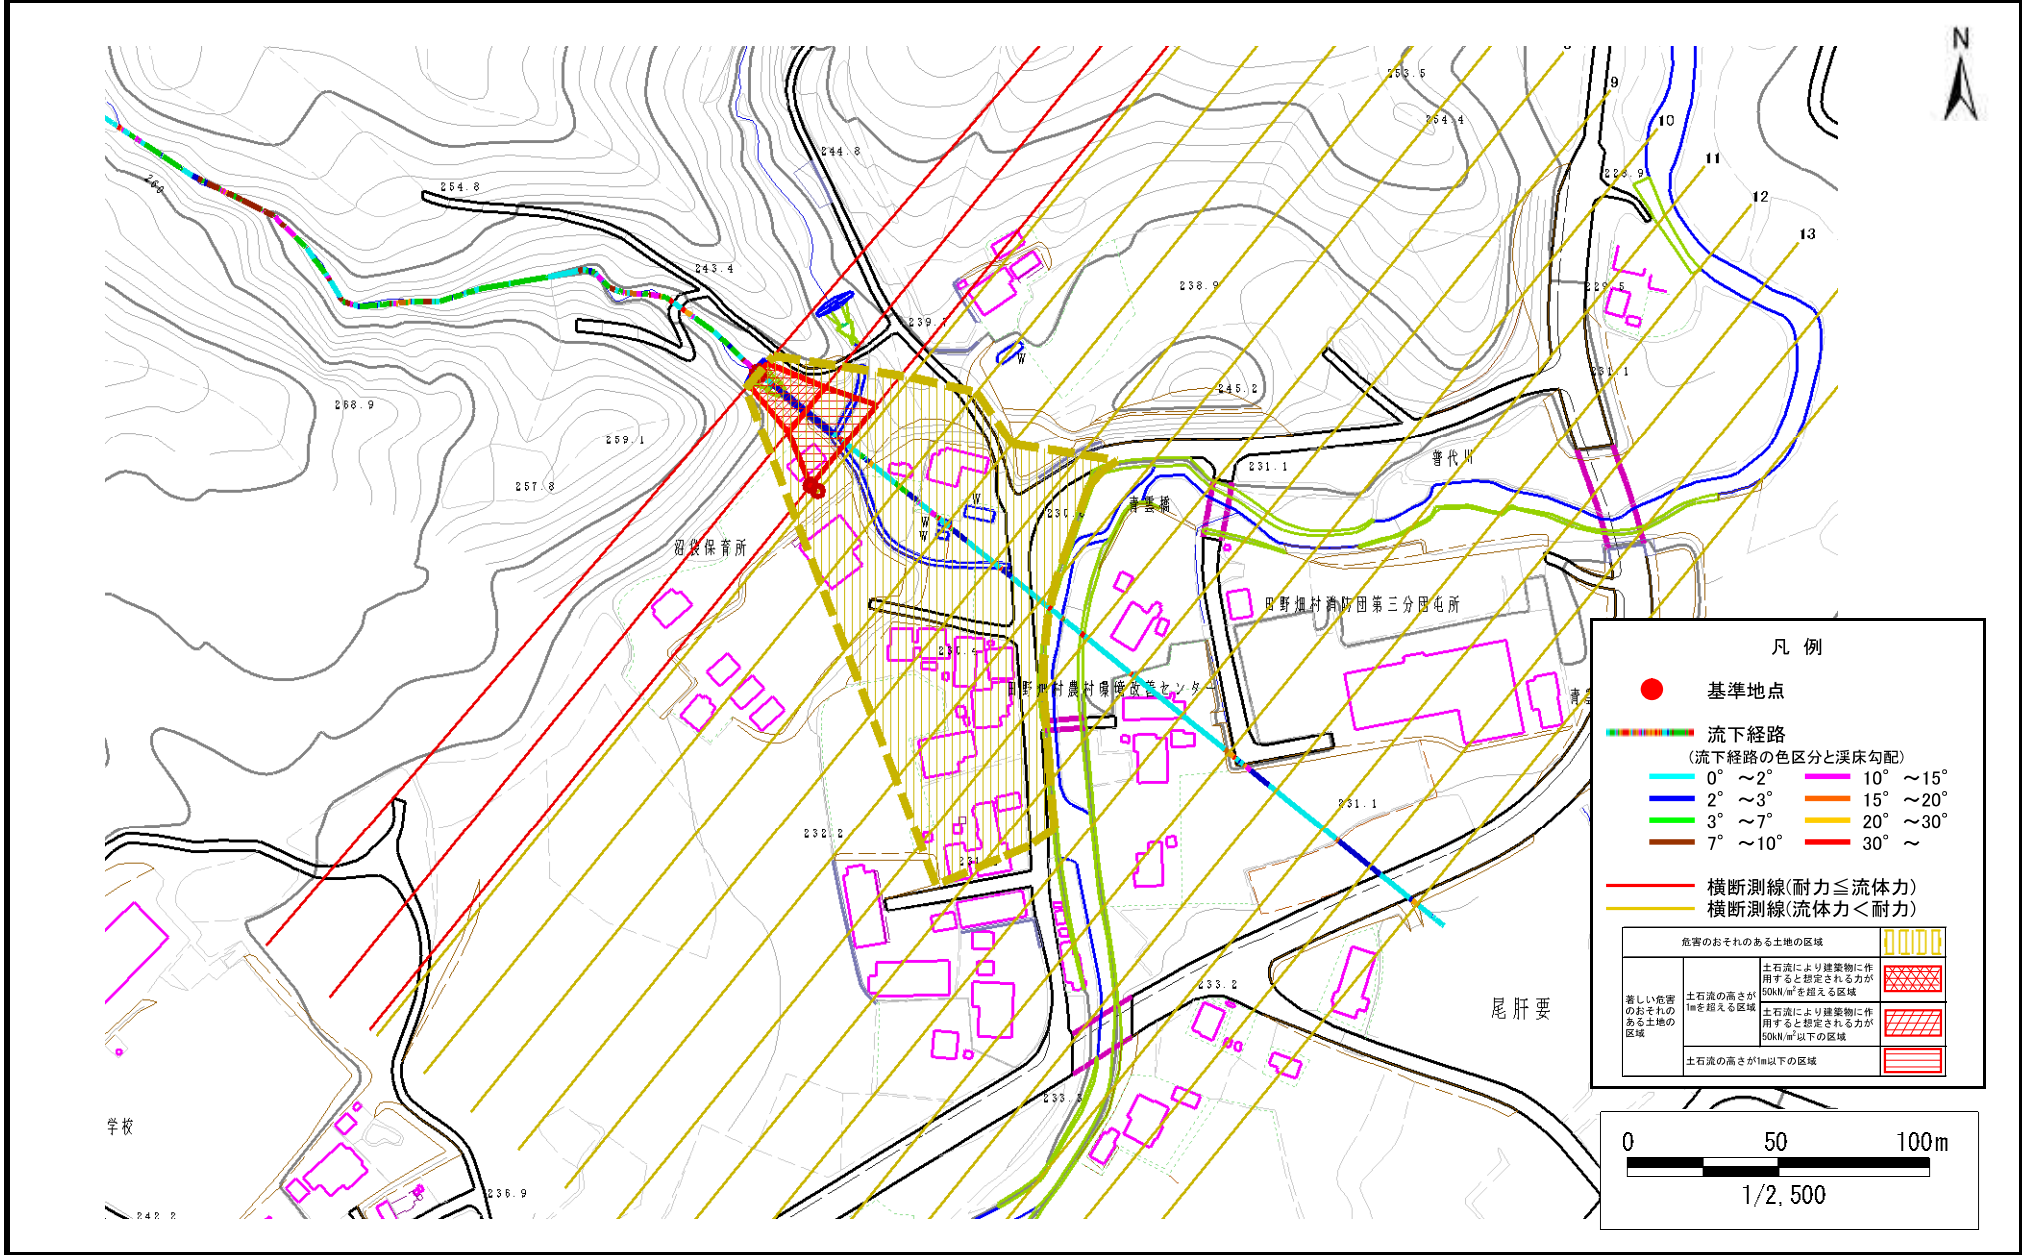 N
253.5
9
254.4
10
244.8
11
228.9
260
254.8
12
13
243.4
238.9
229.5
239.7
W
231.1
245.2
268.9
259.1
普代川
231.1
257.8
W
青雲橋
W
W
沼袋保育所
田野畑村消防団第三分団屯所
田野畑村農村環境改善センター
231.1
232.2
233.2
尾肝要
233.3
学校
236.9
242.2
凡 例
基準地点
流下経路
(流下経路の色区分と渓床勾配)
0° ~2° 10° ~15°
2° ~3° 15° ~20°
3° ~7° 20° ~30°
7° ~10° 30° ~
横断測線(耐力≦流体力)
横断測線(流体力<耐力)
危害のおそれのある土地の区域
著しい危害
のおそれの
ある土地の
区域
土石流の高さが
1mを超える区域
土石流により建築物に作
用すると想定される力が
50kN/m²を超える区域
土石流により建築物に作
用すると想定される力が
50kN/m²以下の区域
土石流の高さが1m以下の区域
0 50 100m
1/2,500